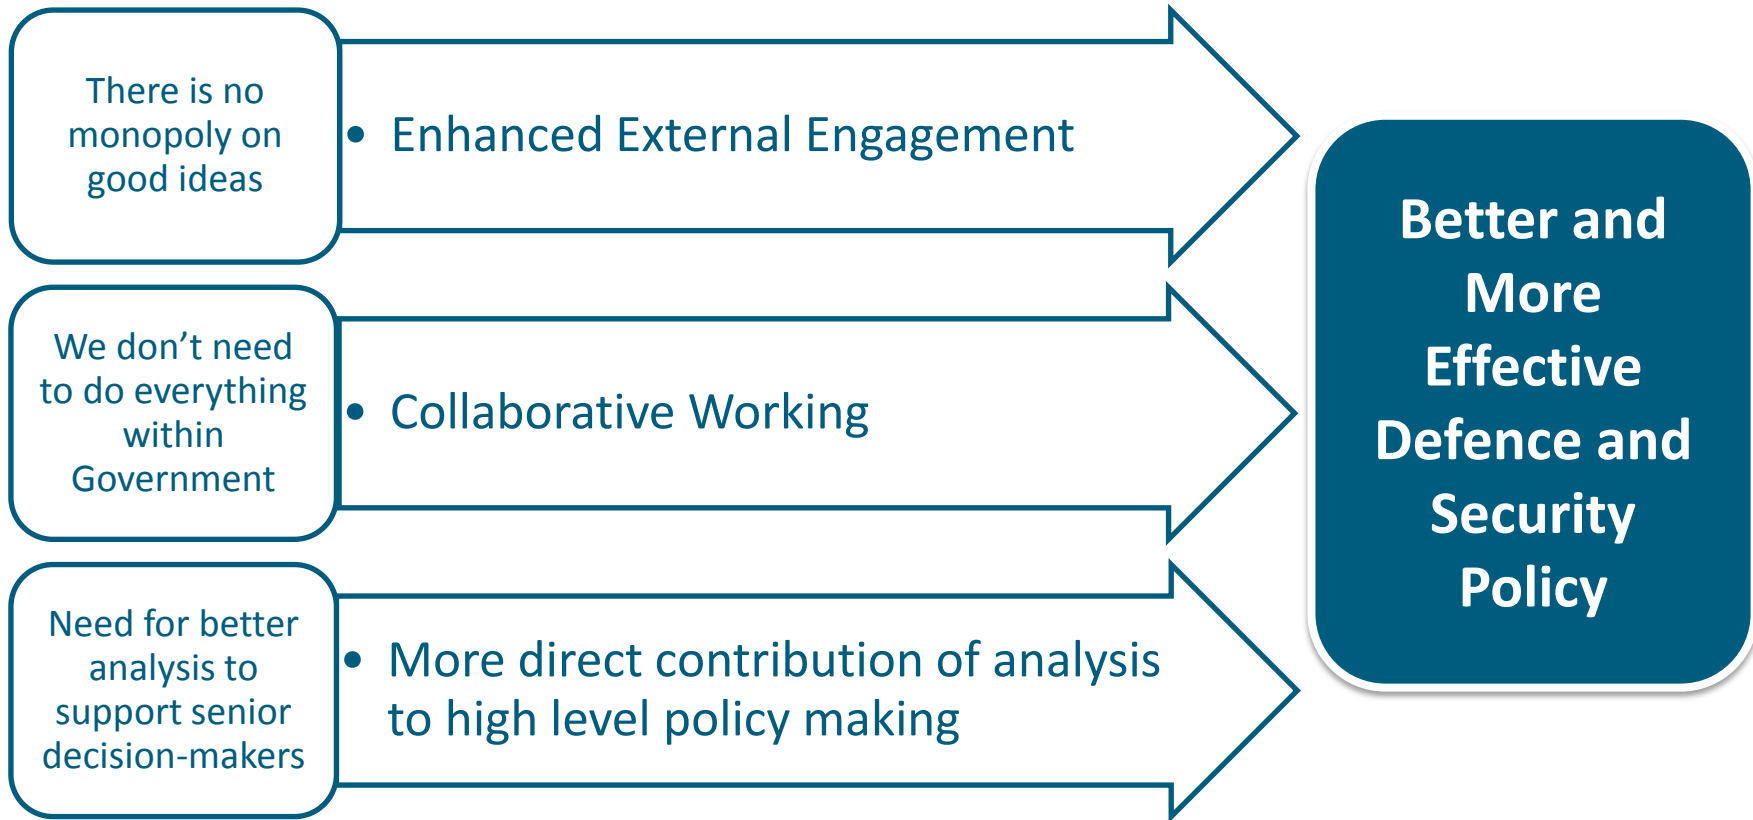 There is no
monopoly on
good ideas
• Enhanced External Engagement
We don’t need
to do everything
within
Government
• Collaborative Working
Need for better
analysis to
support senior
decision-makers
• More direct contribution of analysis
to high level policy making
Better and
More
Effective
Defence and
Security
Policy